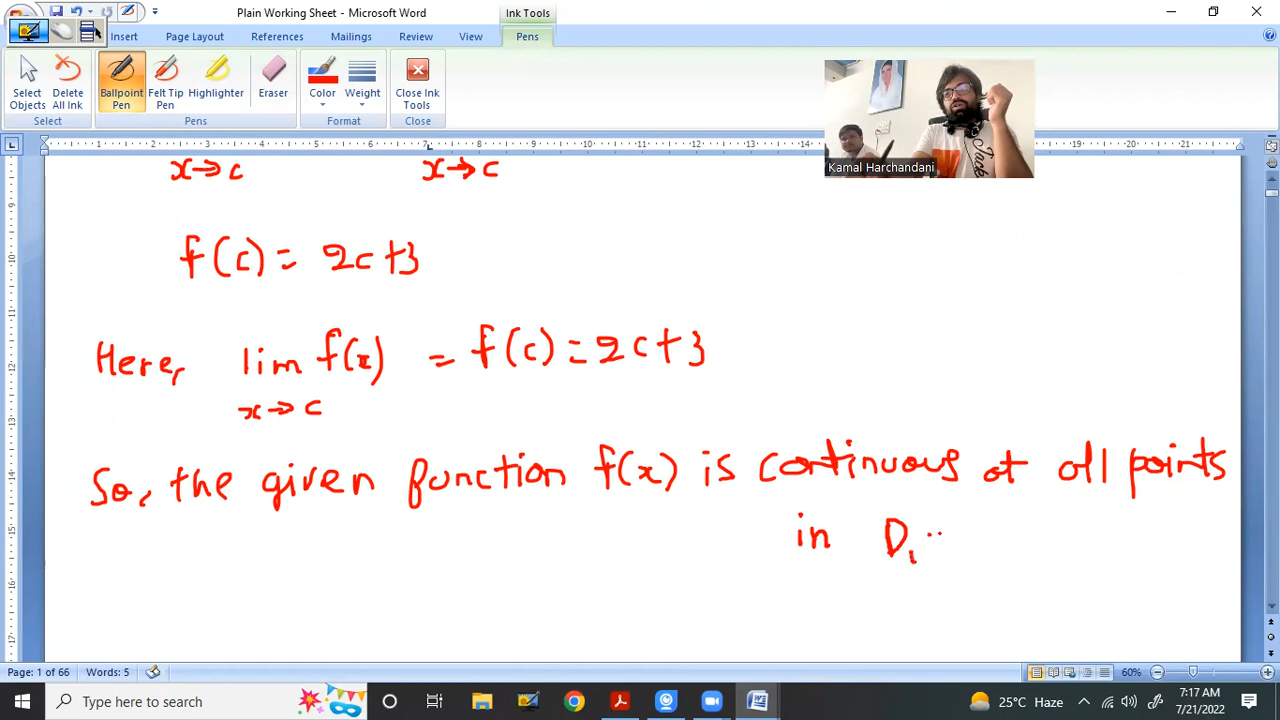 Plain Working Sheet - Microsoft Word
Ink Tools
Insert Page Layout References Mailings Review View Pens
Select Objects
Delete All Ink
Ballpoint Pen
Felt Tip Pen
Highlighter
Eraser
Color
Weight
Close Ink Tools
Select Pens Format Close
Kamal Harchandani
x→c x→c
f(c) = 2c+3
Here, lim f(x) = f(c) = 2c+3
x→c
So, the given function f(x) is continuous at all points
in D₁ ..
Page: 1 of 66 Words: 5 60%
Type here to search
25°C Haze
7:17 AM
7/21/2022